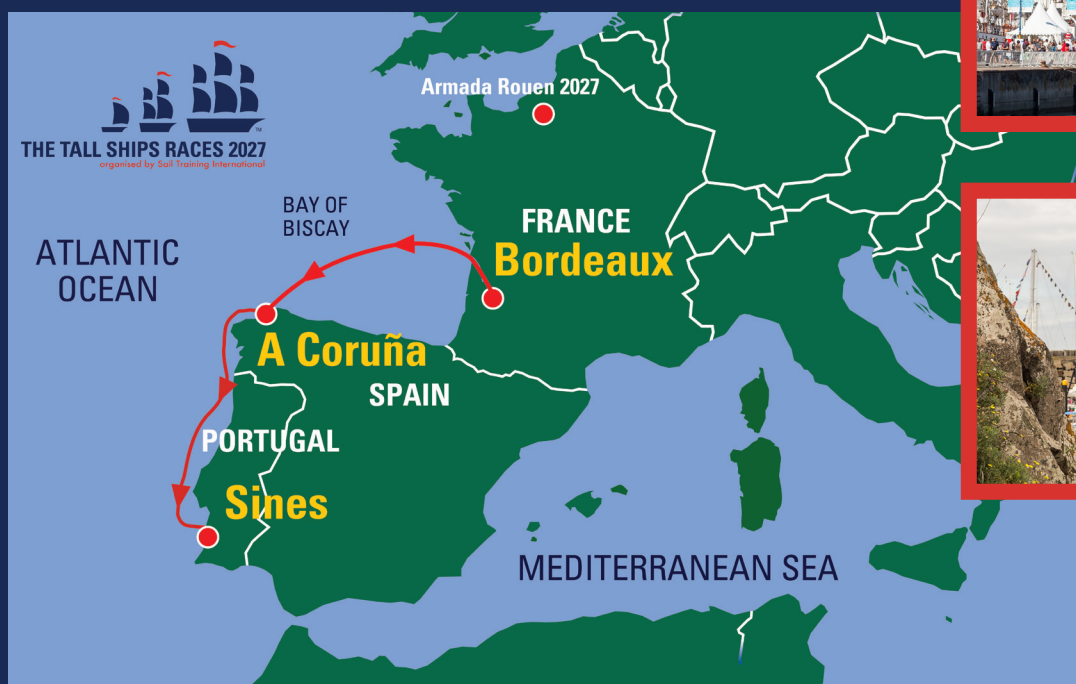 THE TALL SHIPS RACES 2027
organised by Sail Training International
Armada Rouen 2027
BAY OF
BISCAY
ATLANTIC
OCEAN
FRANCE
Bordeaux
A Coruña
SPAIN
PORTUGAL
Sines
MEDITERRANEAN SEA